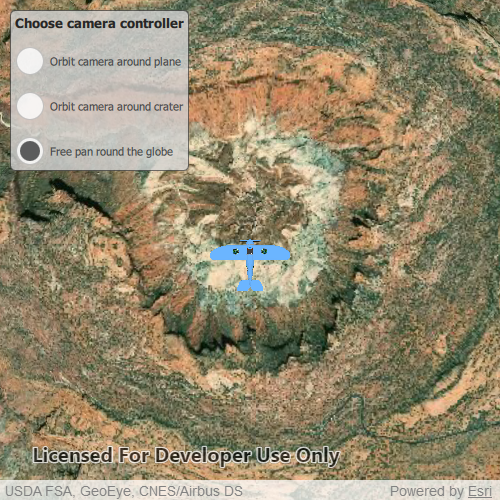 Choose camera controller
Orbit camera around plane
Orbit camera around crater
Free pan round the globe
Licensed For Developer Use Only
USDA FSA, GeoEye, CNES/Airbus DS
Powered by Esri